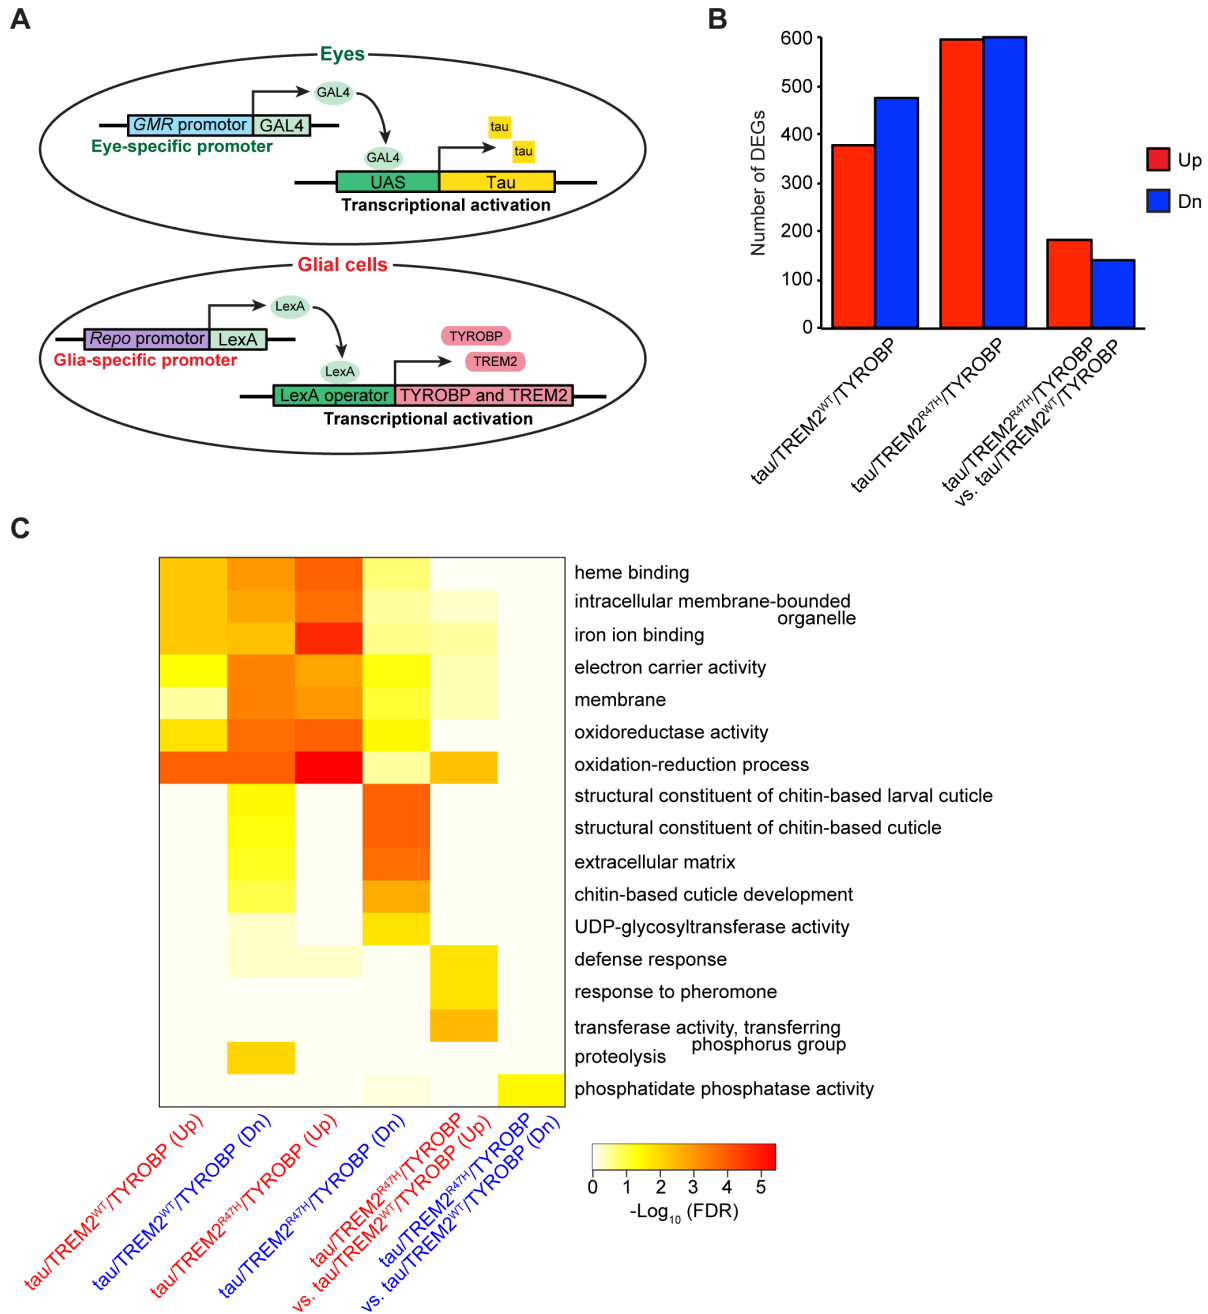 A
Eyes
GAL4
GMR promotor GAL4
Eye-specific promoter
GAL4
tau
tau
UAS Tau
Transcriptional activation
Glial cells
LexA
Repo promotor LexA
Glia-specific promoter
LexA
TYROBP
TREM2
LexA operator TYROBP and TREM2
Transcriptional activation
B
Number of DEGs
600
500
400
300
200
100
0
Up
Dn
tau/TREM2WT/TYROBP
tau/TREM2R47H/TYROBP
tau/TREM2R47H/TYROBP
vs. tau/TREM2WT/TYROBP
C
heme binding
intracellular membrane-bounded
organelle
iron ion binding
electron carrier activity
membrane
oxidoreductase activity
oxidation-reduction process
structural constituent of chitin-based larval cuticle
structural constituent of chitin-based cuticle
extracellular matrix
chitin-based cuticle development
UDP-glycosyltransferase activity
defense response
response to pheromone
transferase activity, transferring
phosphorus group
proteolysis
phosphatidate phosphatase activity
tau/TREM2WT/TYROBP (Up)
tau/TREM2WT/TYROBP (Dn)
tau/TREM2R47H/TYROBP (Up)
tau/TREM2R47H/TYROBP (Dn)
tau/TREM2R47H/TYROBP
vs. tau/TREM2WT/TYROBP (Up)
tau/TREM2R47H/TYROBP
vs. tau/TREM2WT/TYROBP (Dn)
0 1 2 3 4 5
-Log10 (FDR)